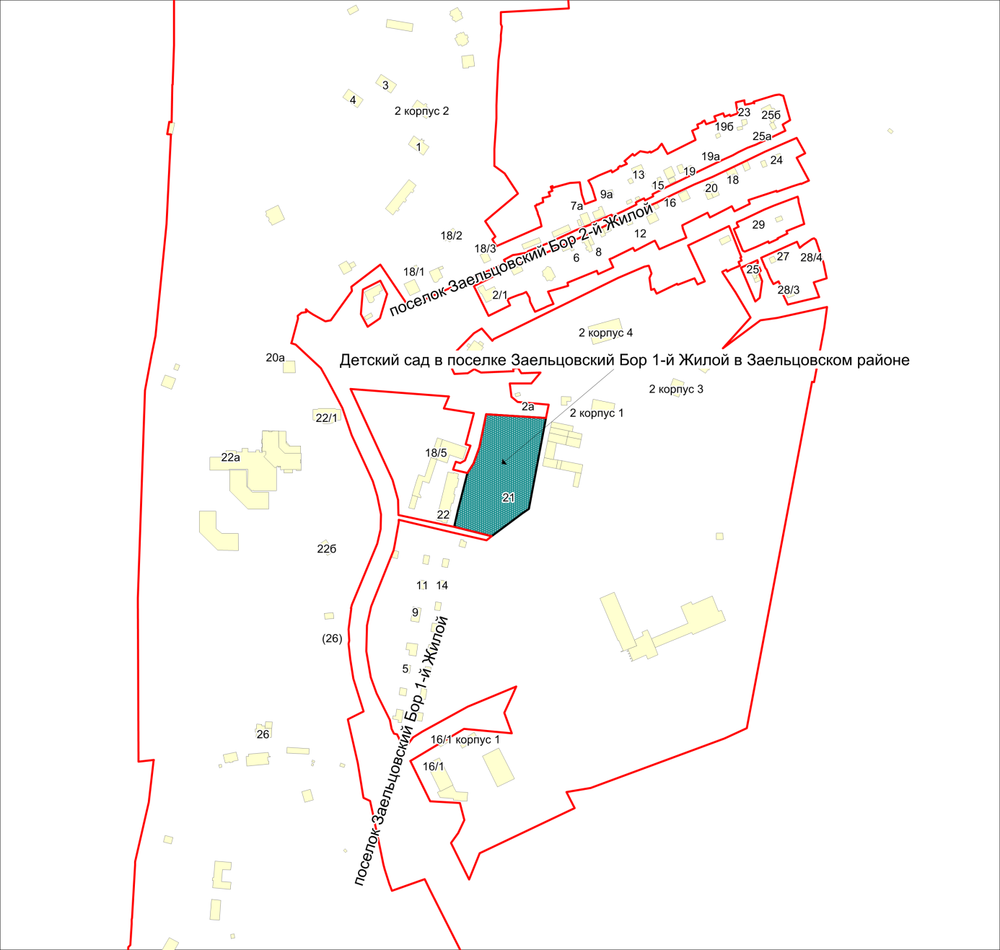 3
4
2 корпус 2
1
23
25б
19б
25а
19а
24
13
19
18
15
9а
20
16
7а
29
12
18/2
18/3
поселок Заельцовский Бор 2-й Жилой
8
6
27
28/4
25
18/1
28/3
2/1
2 корпус 4
20а
Детский сад в поселке Заельцовский Бор 1-й Жилой в Заельцовском районе
2 корпус 3
2а
2 корпус 1
22/1
18/5
22а
21
22
22б
11
14
9
(26)
5
поселок Заельцовский Бор 1-й Жилой
26
16/1 корпус 1
16/1